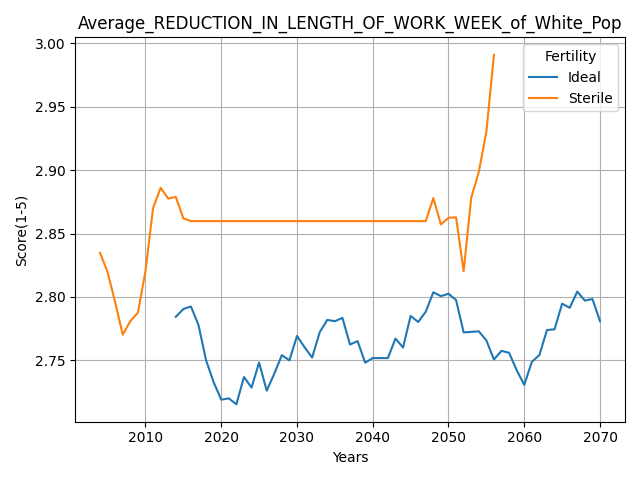 Average_REDUCTION_IN_LENGTH_OF_WORK_WEEK_of_White_Pop
3.00
2.95
2.90
2.85
2.80
2.75
Score(1-5)
Fertility
Ideal
Sterile
2010 2020 2030 2040 2050 2060 2070
Years